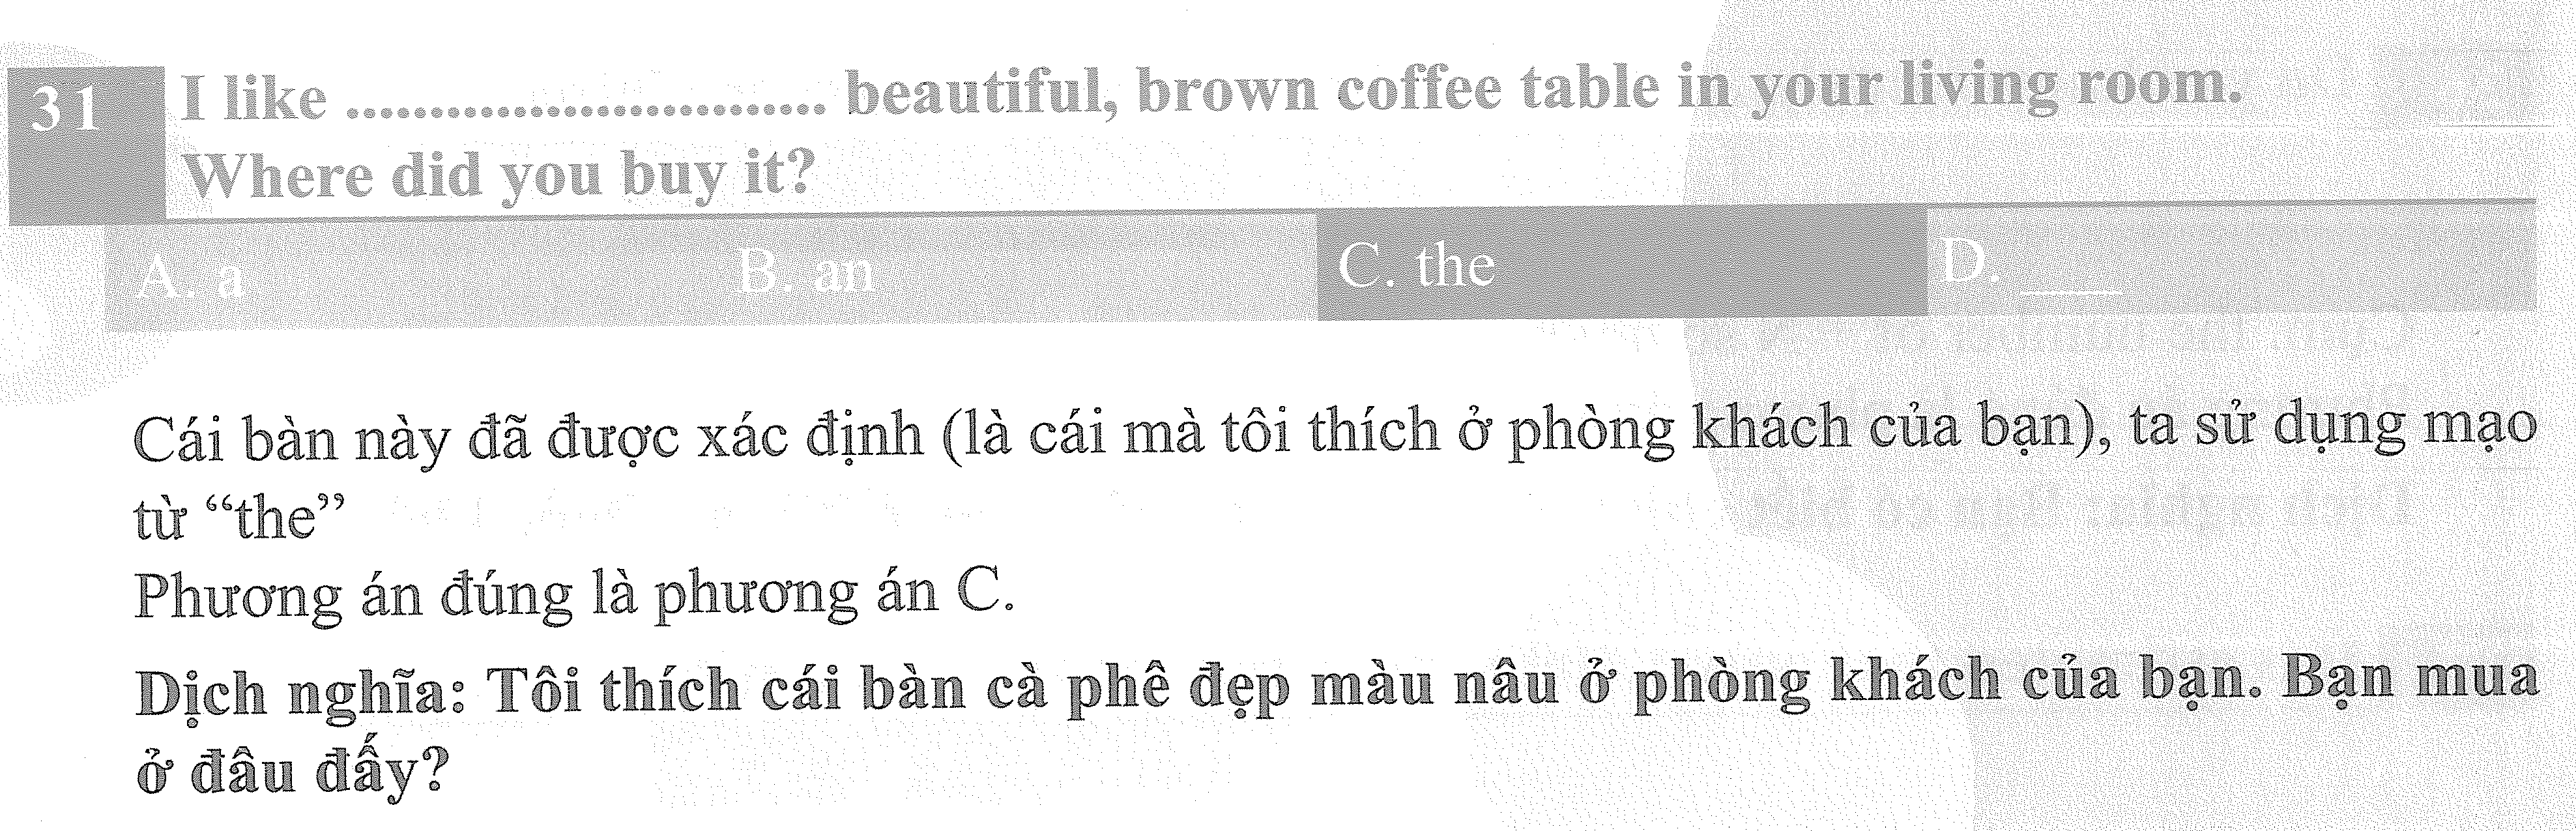 31 I like ............................ beautiful, brown coffee table in your living room.
Where did you buy it?
A. a B. an C. the D. ____
Cái bàn này đã được xác định (là cái mà tôi thích ở phòng khách của bạn), ta sử dụng mạo
từ “the”
Phương án đúng là phương án C.
Dịch nghĩa: Tôi thích cái bàn cà phê đẹp màu nâu ở phòng khách của bạn. Bạn mua
ở đâu đấy?